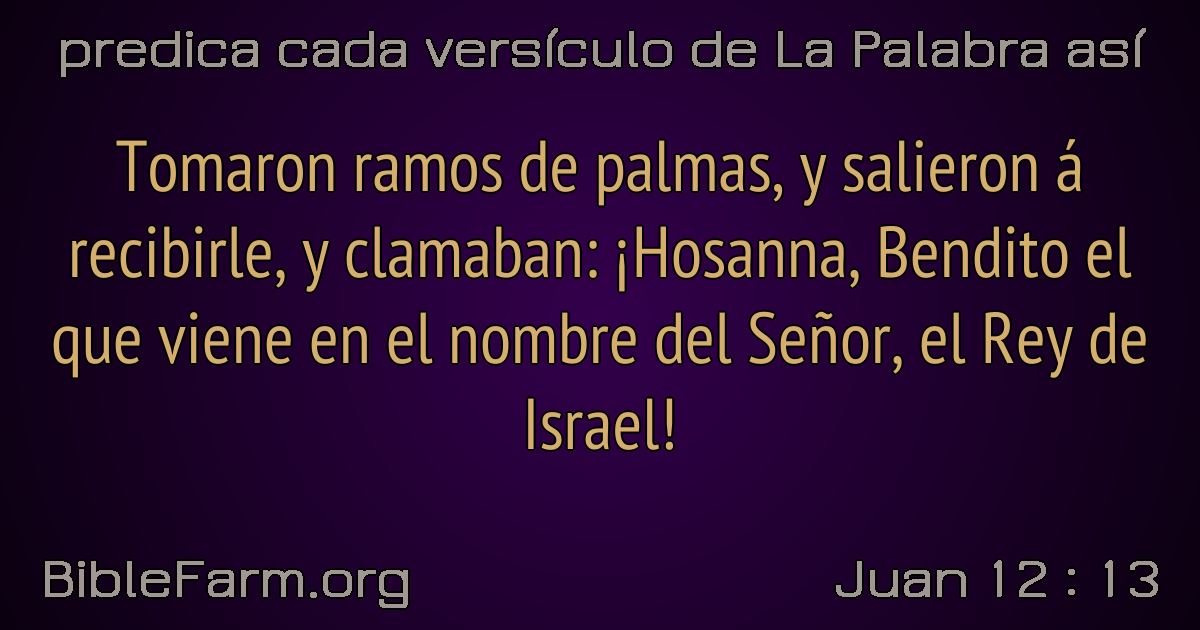 predica cada versículo de La Palabra así
Tomaron ramos de palmas, y salieron á
recibirle, y clamaban: ¡Hosanna, Bendito el
que viene en el nombre del Señor, el Rey de
Israel!
BibleFarm.org
Juan 12 : 13